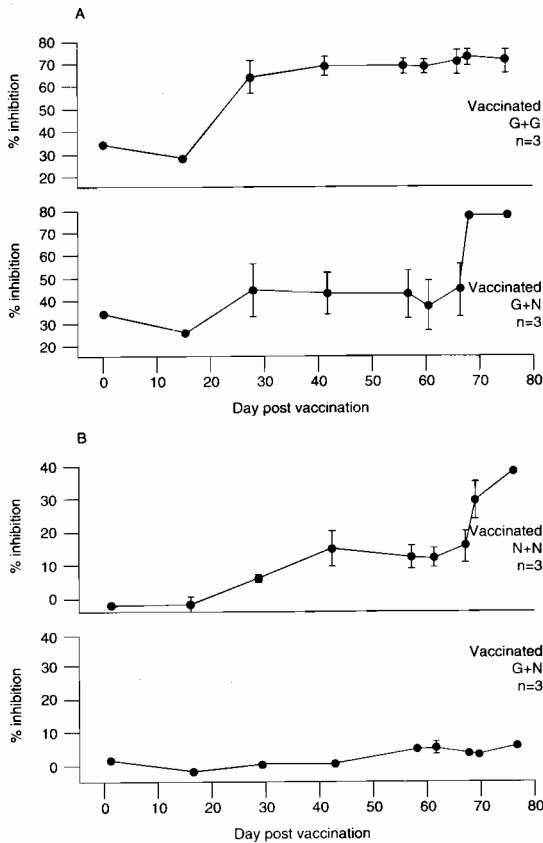 A
80
70
60
50
40
30
20
% inhibition
Vaccinated
G+G
n=3
80
70
60
50
40
30
20
% inhibition
Vaccinated
G+N
n=3
0 10 20 30 40 50 60 70 80
Day post vaccination
B
40
30
20
10
0
% inhibition
Vaccinated
N+N
n=3
40
30
20
10
0
% inhibition
Vaccinated
G+N
n=3
0 10 20 30 40 50 60 70 80
Day post vaccination